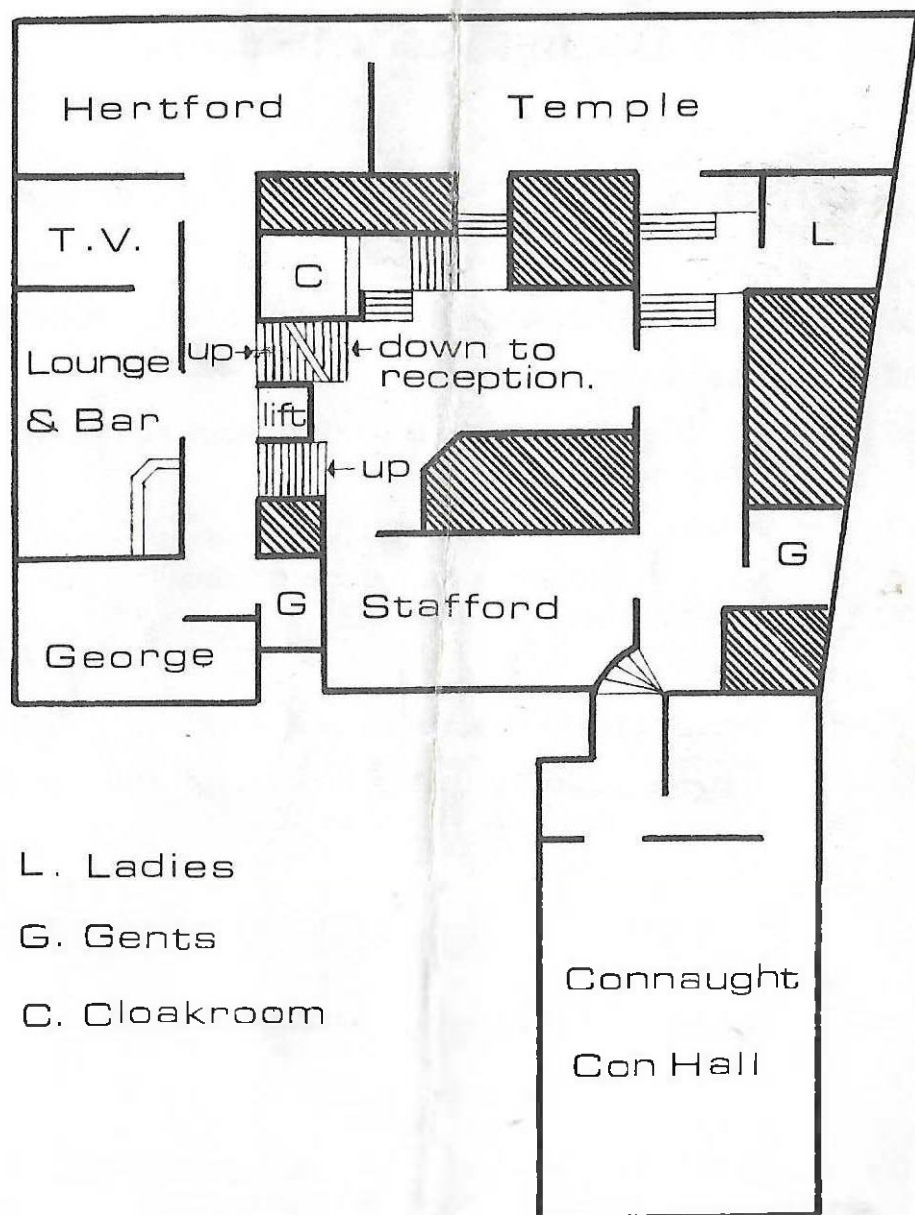 Hertford
Temple
T.V.
L
C
Lounge
& Bar
up
down to
reception.
lift
up
G
G
Stafford
George
L. Ladies
G. Gents
C. Cloakroom
Connaught
Con Hall